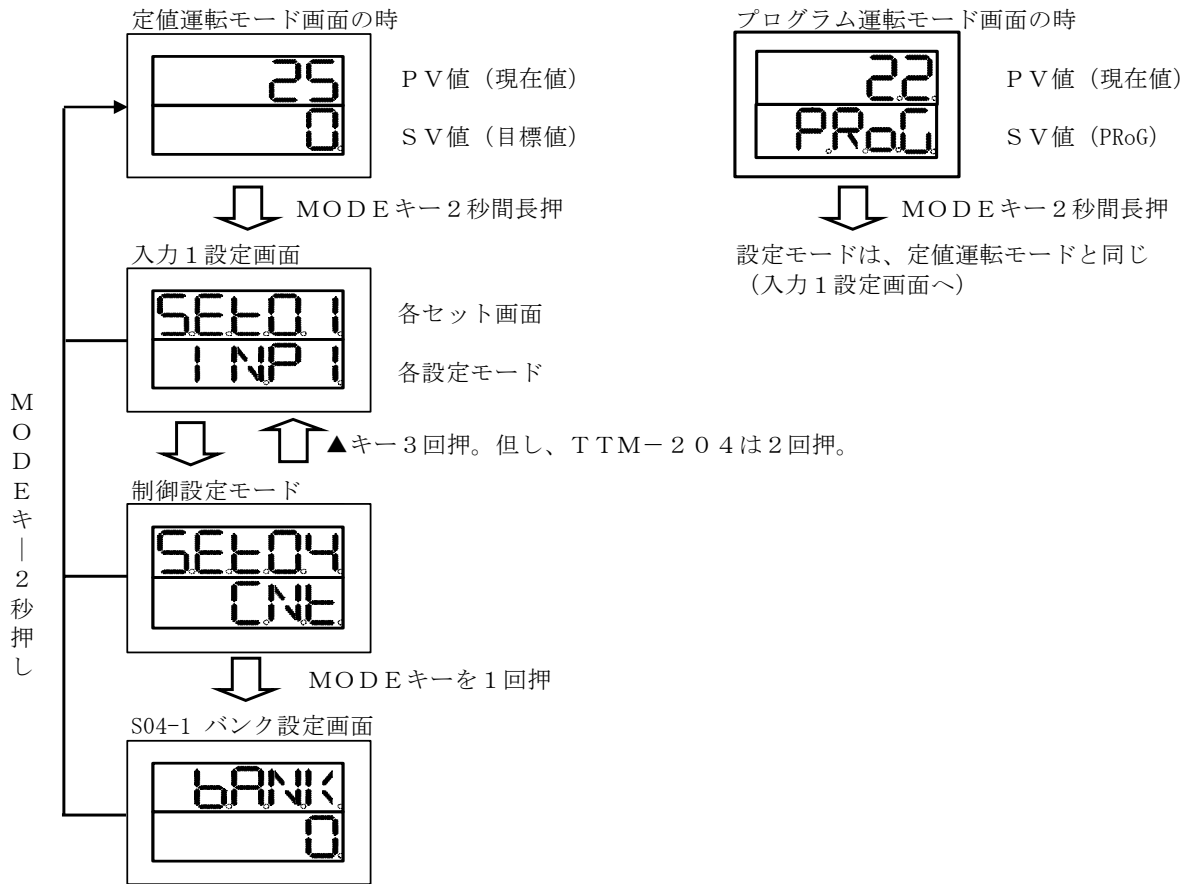 定値運転モード画面の時
プログラム運転モード画面の時
25
ＰＶ値（現在値）
0
ＳＶ値（目標値）
22
ＰＶ値（現在値）
PRoG
ＳＶ値（PRoG）
ＭＯＤＥキー２秒間長押
ＭＯＤＥキー２秒間長押
入力１設定画面
設定モードは、定値運転モードと同じ
（入力１設定画面へ）
SEt01
各セット画面
INP1
各設定モード
▲キー３回押。但し、ＴＴＭ－２０４は２回押。
制御設定モード
SEt04
CNt
ＭＯＤＥキーを１回押
S04-1 バンク設定画面
bANK
0
ＭＯＤＥキー２秒押し